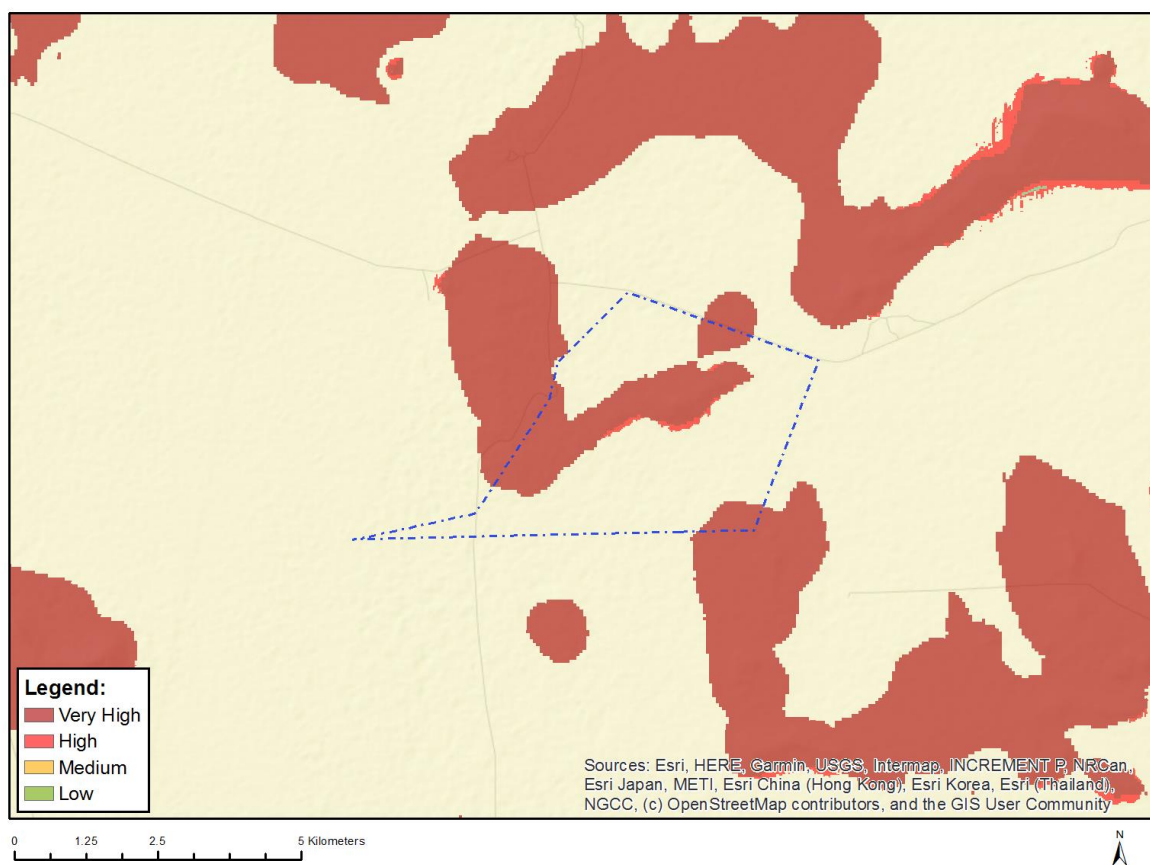 Legend:
Very High
High
Medium
Low
Sources: Esri, HERE, Garmin, USGS, Intermap, INCREMENT P, NRCan,
Esri Japan, METI, Esri China (Hong Kong), Esri Korea, Esri (Thailand),
NGCC, (c) OpenStreetMap contributors, and the GIS User Community
0 1.25 2.5 5 Kilometers
N